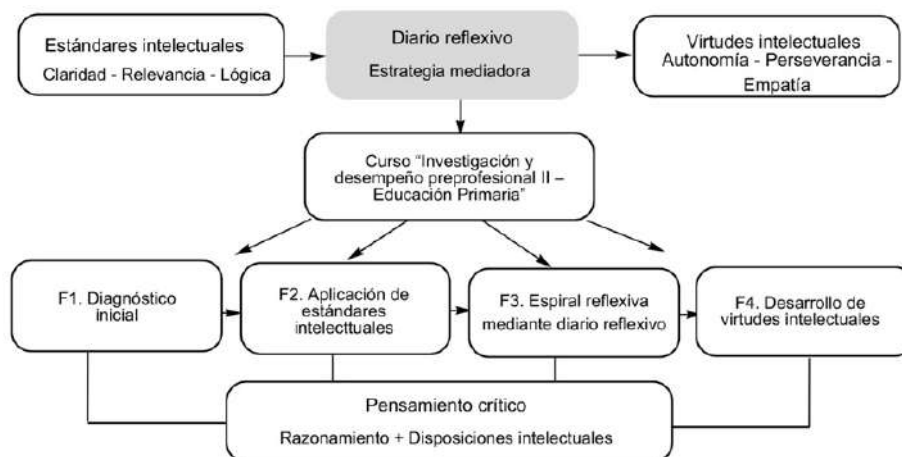 Estándares intelectuales
Claridad - Relevancia - Lógica
Diario reflexivo
Estrategia mediadora
Virtudes intelectuales
Autonomía - Perseverancia -
Empatía
Curso "Investigación y
desempeño preprofesional II –
Educación Primaria"
F1. Diagnóstico
inicial
F2. Aplicación de
estándares
intelecttuales
F3. Espiral reflexiva
mediante diario reflexivo
F4. Desarrollo de
virtudes intelectuales
Pensamiento crítico
Razonamiento + Disposiciones intelectuales